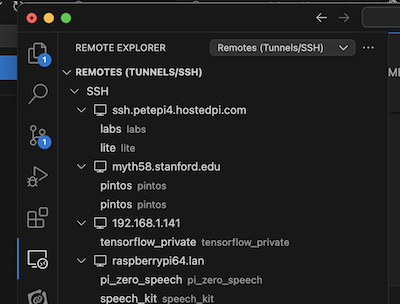 REMOTE EXPLORER
Remotes (Tunnels/SSH)
REMOTES (TUNNELS/SSH)
1
SSH
ssh.petepi4.hostedpi.com
labs labs
1
lite lite
myth58.stanford.edu
pintos pintos
pintos pintos
192.168.1.141
tensorflow_private tensorflow_private
raspberrypi64.lan
pi_zero_speech pi_zero_speech
speech_kit speech_kit